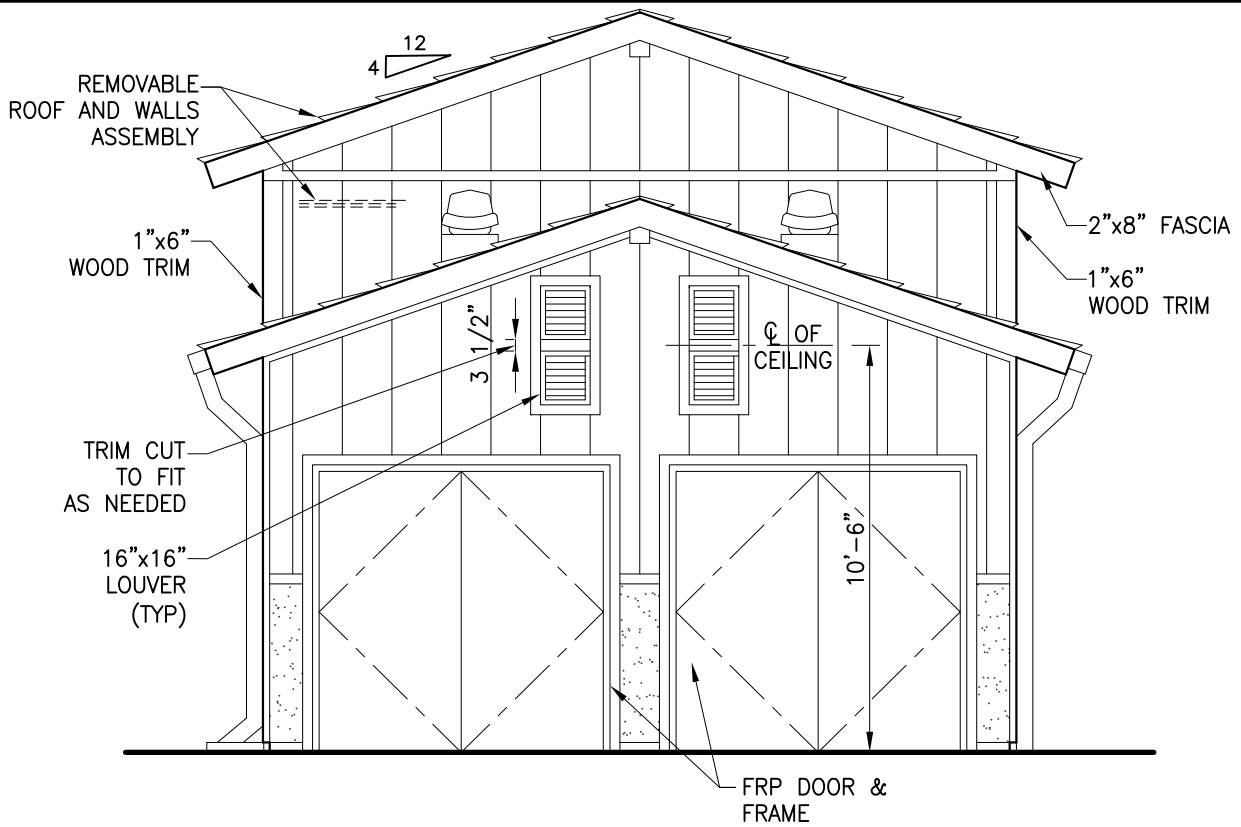 12
4
REMOVABLE
ROOF AND WALLS
ASSEMBLY
2”x8” FASCIA
1”x6”
WOOD TRIM
1”x6”
WOOD TRIM
3 1/2”
℄ OF
CEILING
TRIM CUT
TO FIT
AS NEEDED
10’-6”
16”x16”
LOUVER
(TYP)
FRP DOOR &
FRAME